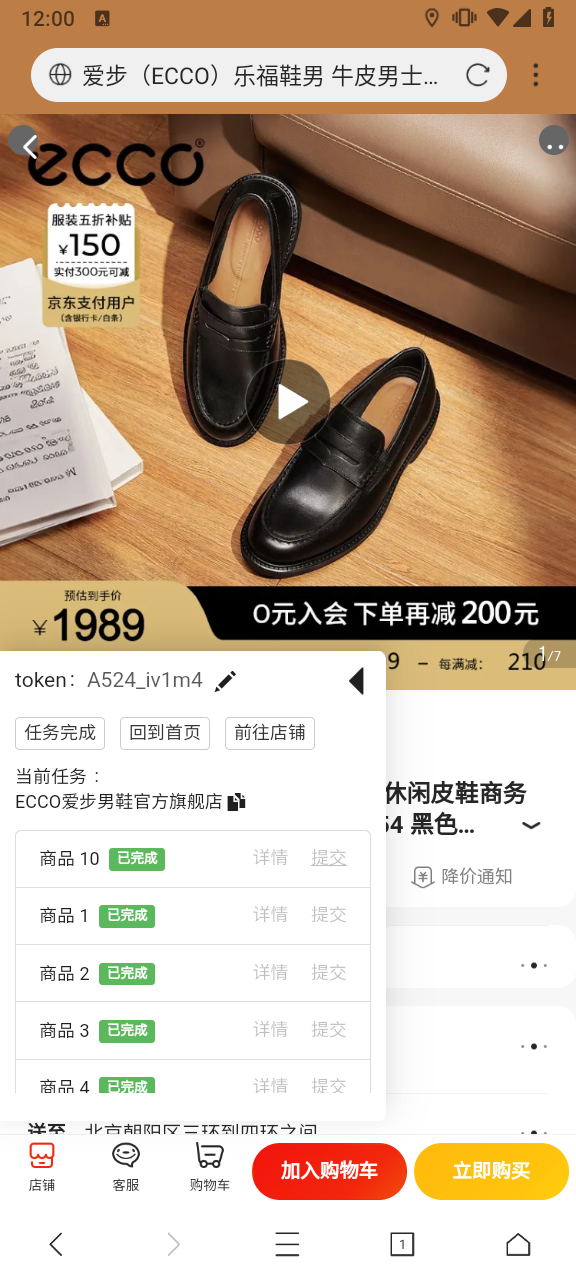 12:00
A
爱步（ECCO）乐福鞋男 牛皮男士...
ecco®
服装五折补贴
¥150
实付300元可减
京东支付用户
（含银行卡/白条）
预估到手价
¥1989
0元入会 下单再减200元
9 – 每满减： 210
1/7
token： A524_iv1m4
任务完成 回到首页 前往店铺
当前任务：
ECCO爱步男鞋官方旗舰店
休闲皮鞋商务
54 黑色...
降价通知
商品 10 已完成 详情 提交
商品 1 已完成 详情 提交
商品 2 已完成 详情 提交
商品 3 已完成 详情 提交
商品 4 已完成 详情 提交
送至 北京朝阳区三环到四环之间
店铺 客服 购物车 加入购物车 立即购买
1